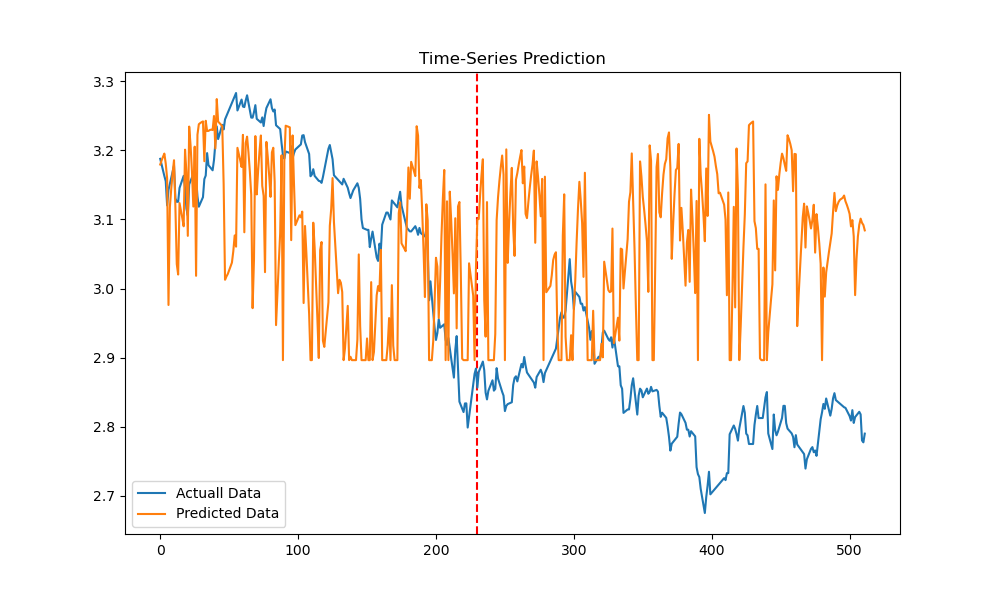 Time-Series Prediction
3.3
3.2
3.1
3.0
2.9
2.8
2.7
Actuall Data
Predicted Data
0 100 200 300 400 500